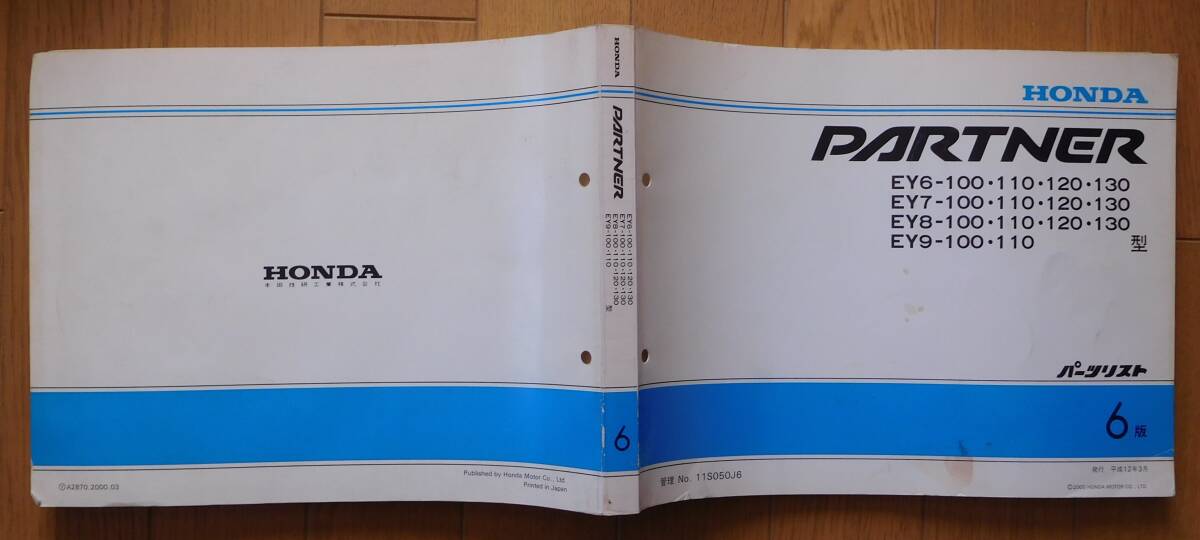 HONDA
本田技研工業株式会社
Published by Honda Motor Co., Ltd
Printed in Japan
Ⓨ A2870.2000.03
HONDA
PARTNER
EY6-100・110・120・130
EY7-100・110・120・130
EY8-100・110・120・130
EY9-100・110 型
6
HONDA
PARTNER
EY6-100・110・120・130
EY7-100・110・120・130
EY8-100・110・120・130
EY9-100・110 型
パーツリスト
6版
管理 No. 11S050J6
発行 平成12年3月
©2000 HONDA MOTOR CO., LTD.